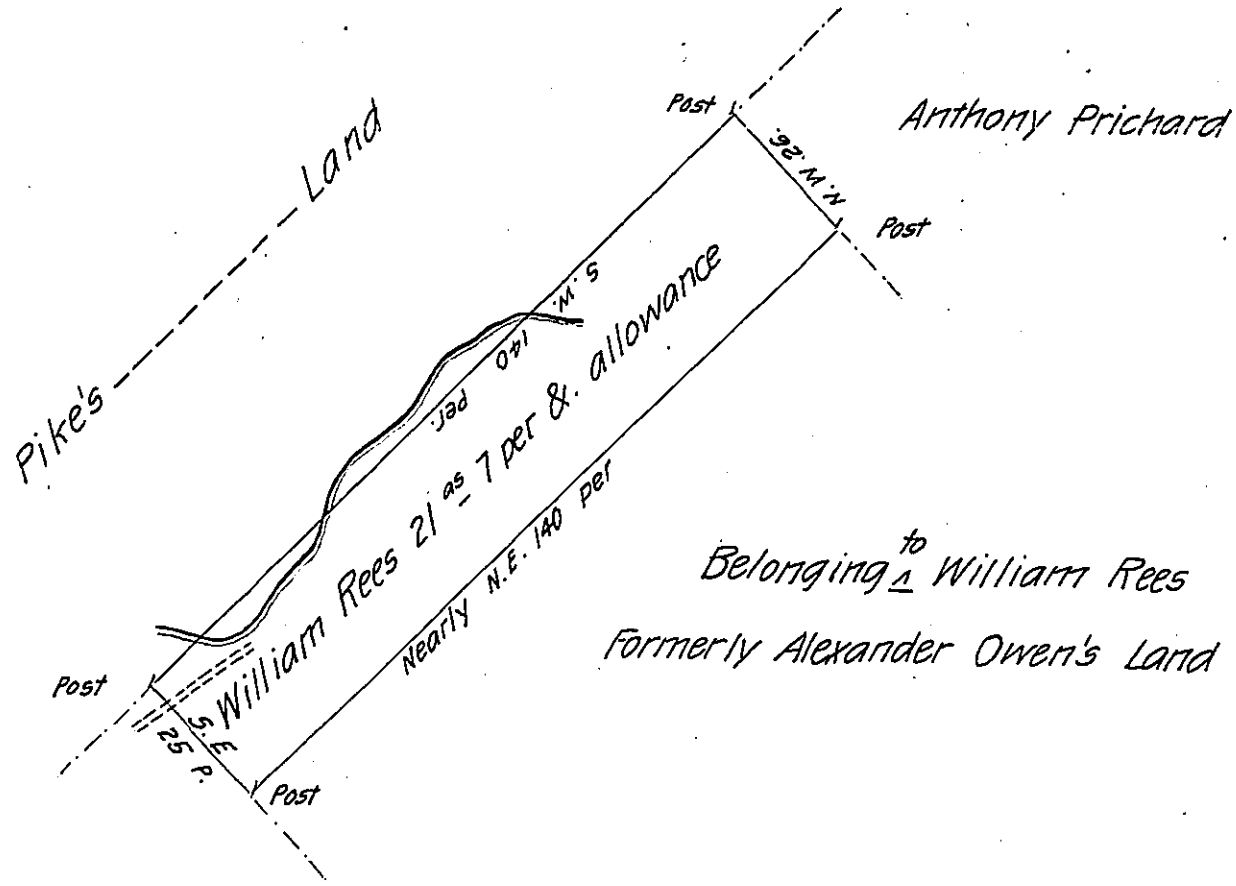 Post
Anthony Prichard
N.W. 26.
Post
Pike's Land
S.W. 140 per.
William Rees 21 as 7 per &. allowance
Nearly N.E. 140 per
Belonging ^ to William Rees
Formerly Alexander Owen's Land
Post
S.E
25 P.
Post